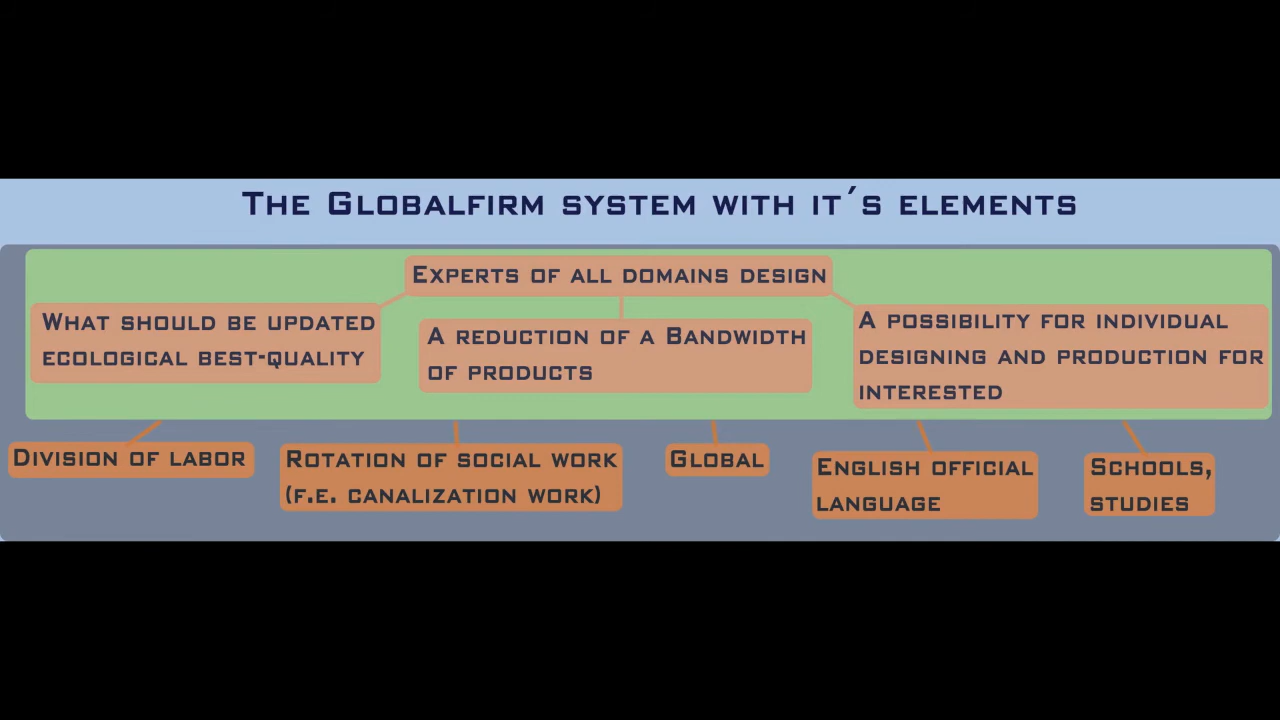 The Globalfirm system with it´s elements
Experts of all domains design
What should be updated
ecological best-quality
A reduction of a Bandwidth
of products
A possibility for individual
designing and production for
interested
Division of labor
Rotation of social work
(f.e. canalization work)
Global
English official
language
Schools,
studies